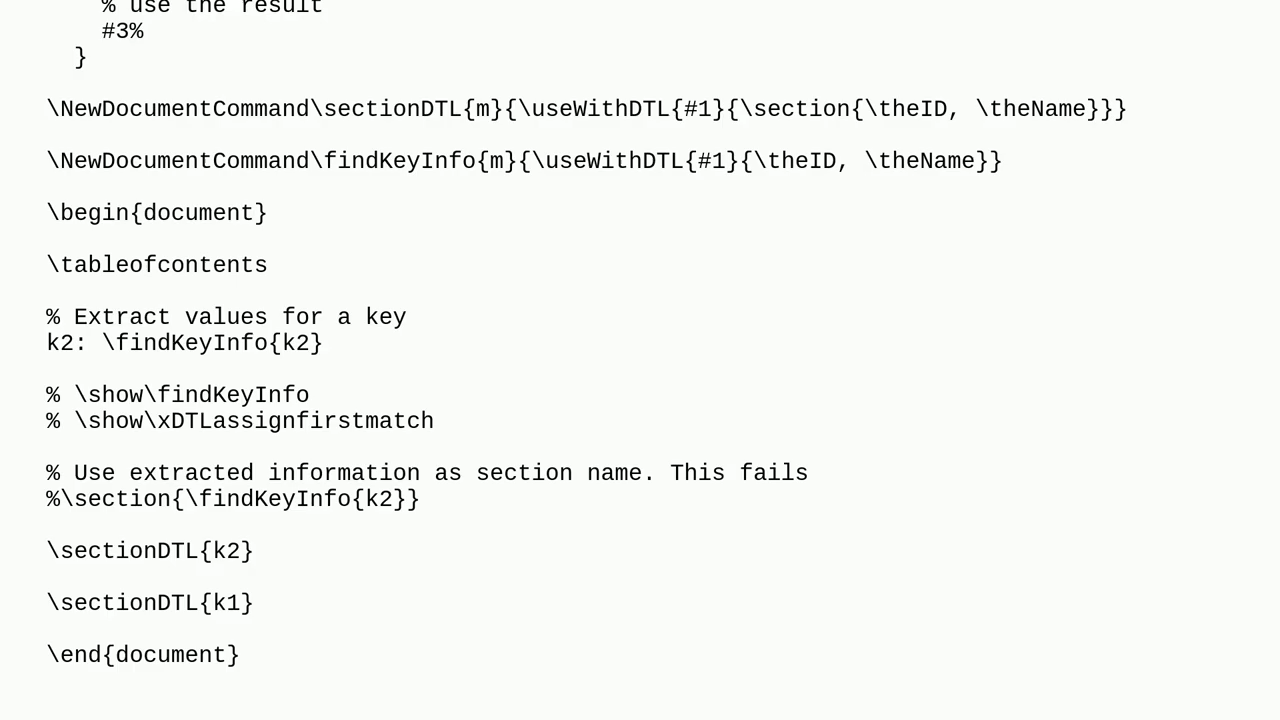 % use the result
#3%
}
\NewDocumentCommand\sectionDTL{m}{\useWithDTL{#1}{\section{\theID, \theName}}}
\NewDocumentCommand\findKeyInfo{m}{\useWithDTL{#1}{\theID, \theName}}
\begin{document}
\tableofcontents
% Extract values for a key
k2: \findKeyInfo{k2}
% \show\findKeyInfo
% \show\xDTLassignfirstmatch
% Use extracted information as section name. This fails
%\section{\findKeyInfo{k2}}
\sectionDTL{k2}
\sectionDTL{k1}
\end{document}